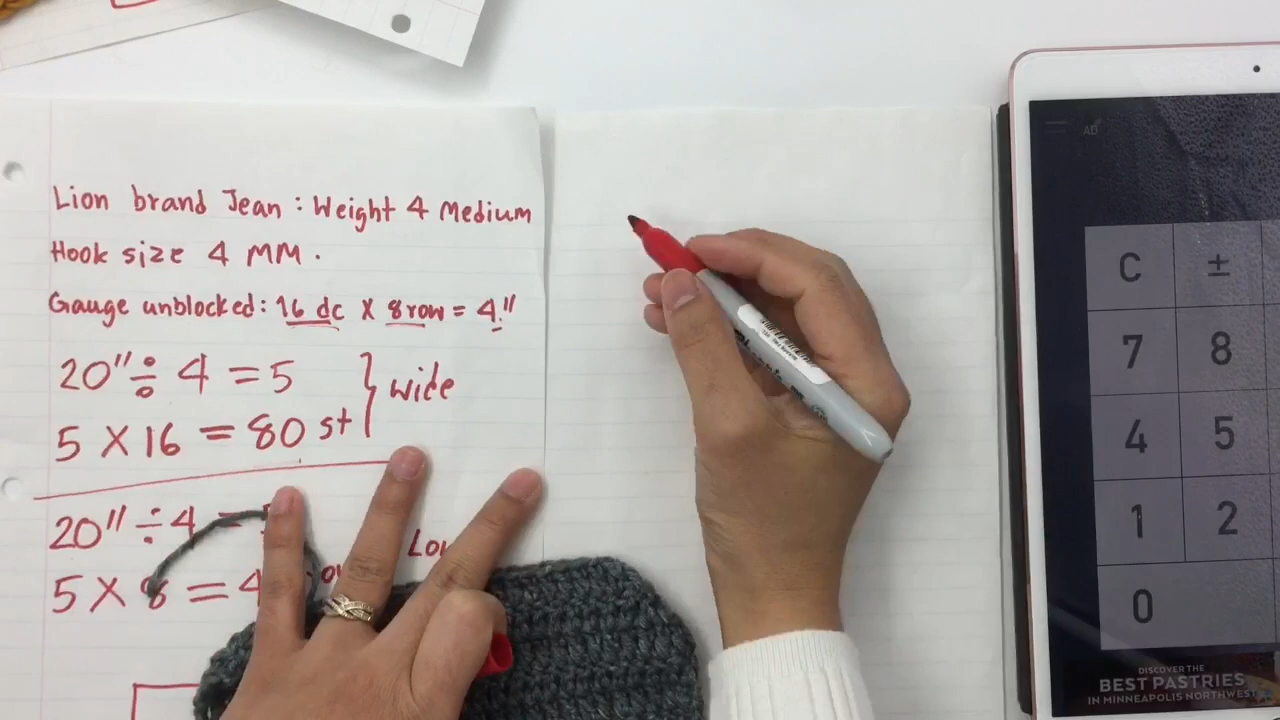 Lion brand Jean : Weight 4 Medium
Hook size 4 MM .
Gauge unblocked: 16 dc X 8 row = 4."
20" ÷ 4 = 5
5 X 16 = 80 st } wide
20" ÷ 4 =
5 X 8 = 4
AD
C ±
7 8
4 5
1 2
0
DISCOVER THE
BEST PASTRIES
IN MINNEAPOLIS NORTHWEST